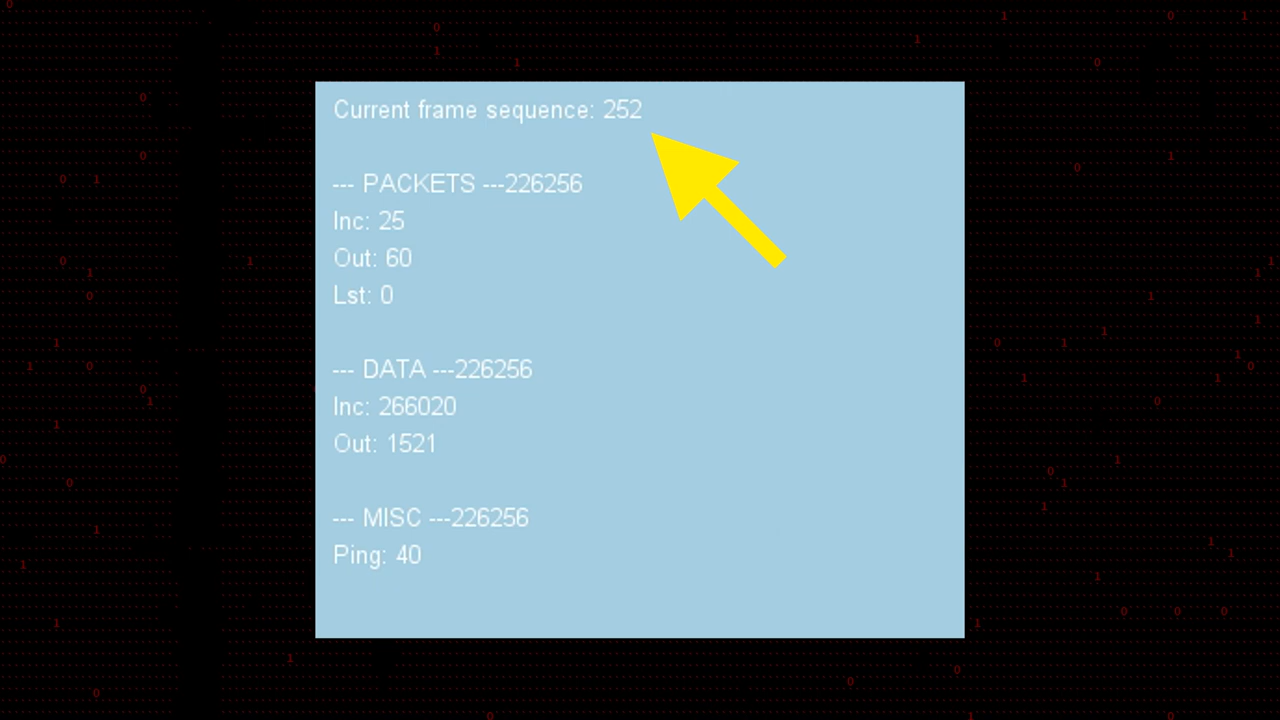 Current frame sequence: 252
--- PACKETS ---226256
Inc: 25
Out: 60
Lst: 0
--- DATA ---226256
Inc: 266020
Out: 1521
--- MISC ---226256
Ping: 40